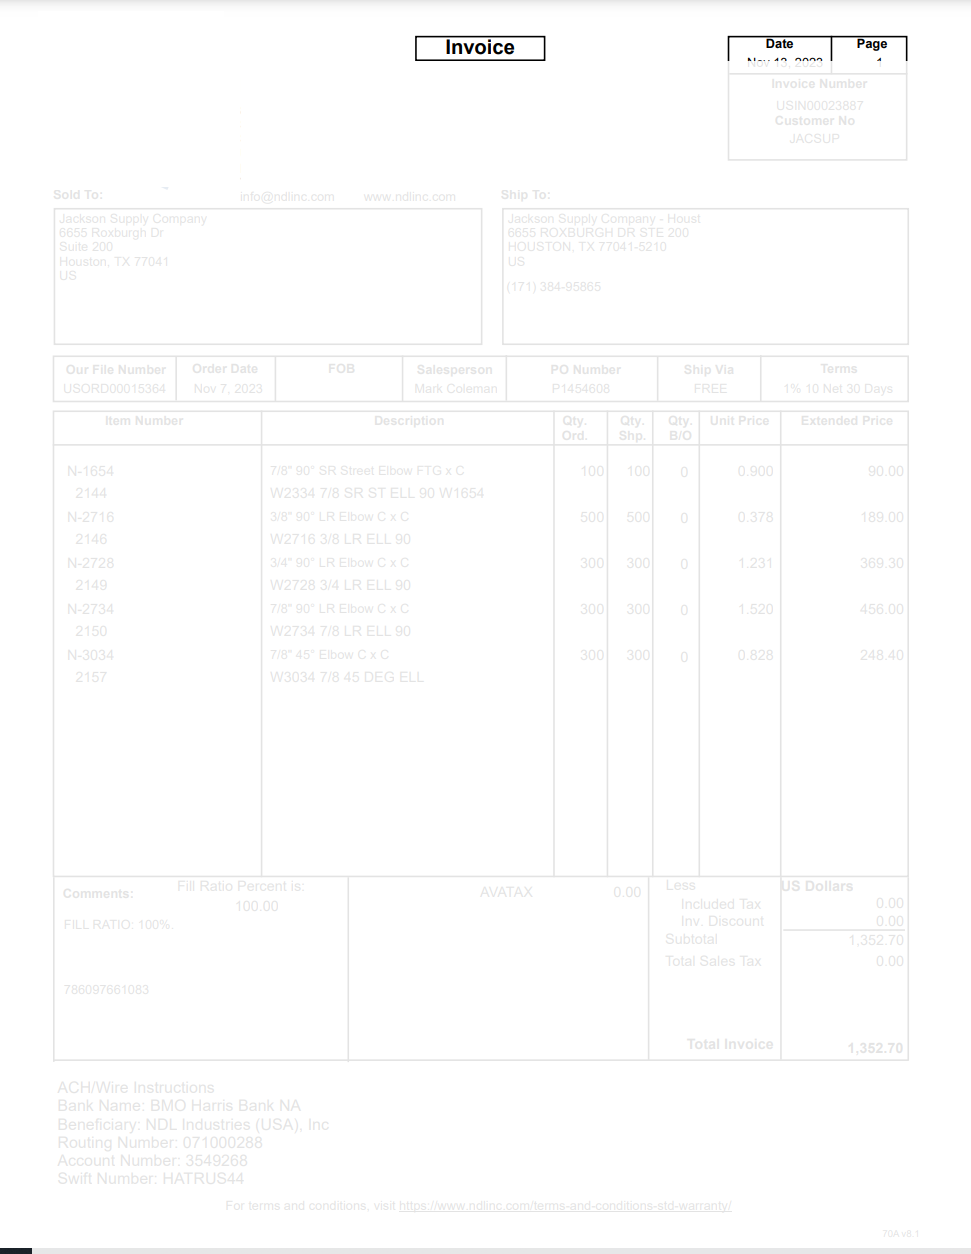 Invoice
Date Page
Nov 13, 2023 1
Invoice Number
USIN00023887
Customer No
JACSUP
Sold To: info@ndlinc.com www.ndlinc.com Ship To:
Jackson Supply Company
6655 Roxburgh Dr
Suite 200
Houston, TX 77041
US
Jackson Supply Company - Houst
6655 ROXBURGH DR STE 200
HOUSTON, TX 77041-5210
US
(171) 384-95865
Our File Number Order Date FOB Salesperson PO Number Ship Via Terms
USORD00015364 Nov 7, 2023 Mark Coleman P1454608 FREE 1% 10 Net 30 Days
Item Number Description Qty. Ord. Qty. Shp. Qty. B/O Unit Price Extended Price
N-1654 7/8" 90° SR Street Elbow FTG x C 100 100 0 0.900 90.00
2144 W2334 7/8 SR ST ELL 90 W1654
N-2716 3/8" 90° LR Elbow C x C 500 500 0 0.378 189.00
2146 W2716 3/8 LR ELL 90
N-2728 3/4" 90° LR Elbow C x C 300 300 0 1.231 369.30
2149 W2728 3/4 LR ELL 90
N-2734 7/8" 90° LR Elbow C x C 300 300 0 1.520 456.00
2150 W2734 7/8 LR ELL 90
N-3034 7/8" 45° Elbow C x C 300 300 0 0.828 248.40
2157 W3034 7/8 45 DEG ELL
Comments: Fill Ratio Percent is:
100.00
FILL RATIO: 100%.
786097661083
AVATAX 0.00
Less US Dollars
Included Tax 0.00
Inv. Discount 0.00
Subtotal 1,352.70
Total Sales Tax 0.00
Total Invoice 1,352.70
ACH/Wire Instructions
Bank Name: BMO Harris Bank NA
Beneficiary: NDL Industries (USA), Inc
Routing Number: 071000288
Account Number: 3549268
Swift Number: HATRUS44
For terms and conditions, visit https://www.ndlinc.com/terms-and-conditions-std-warranty/
70A v8.1